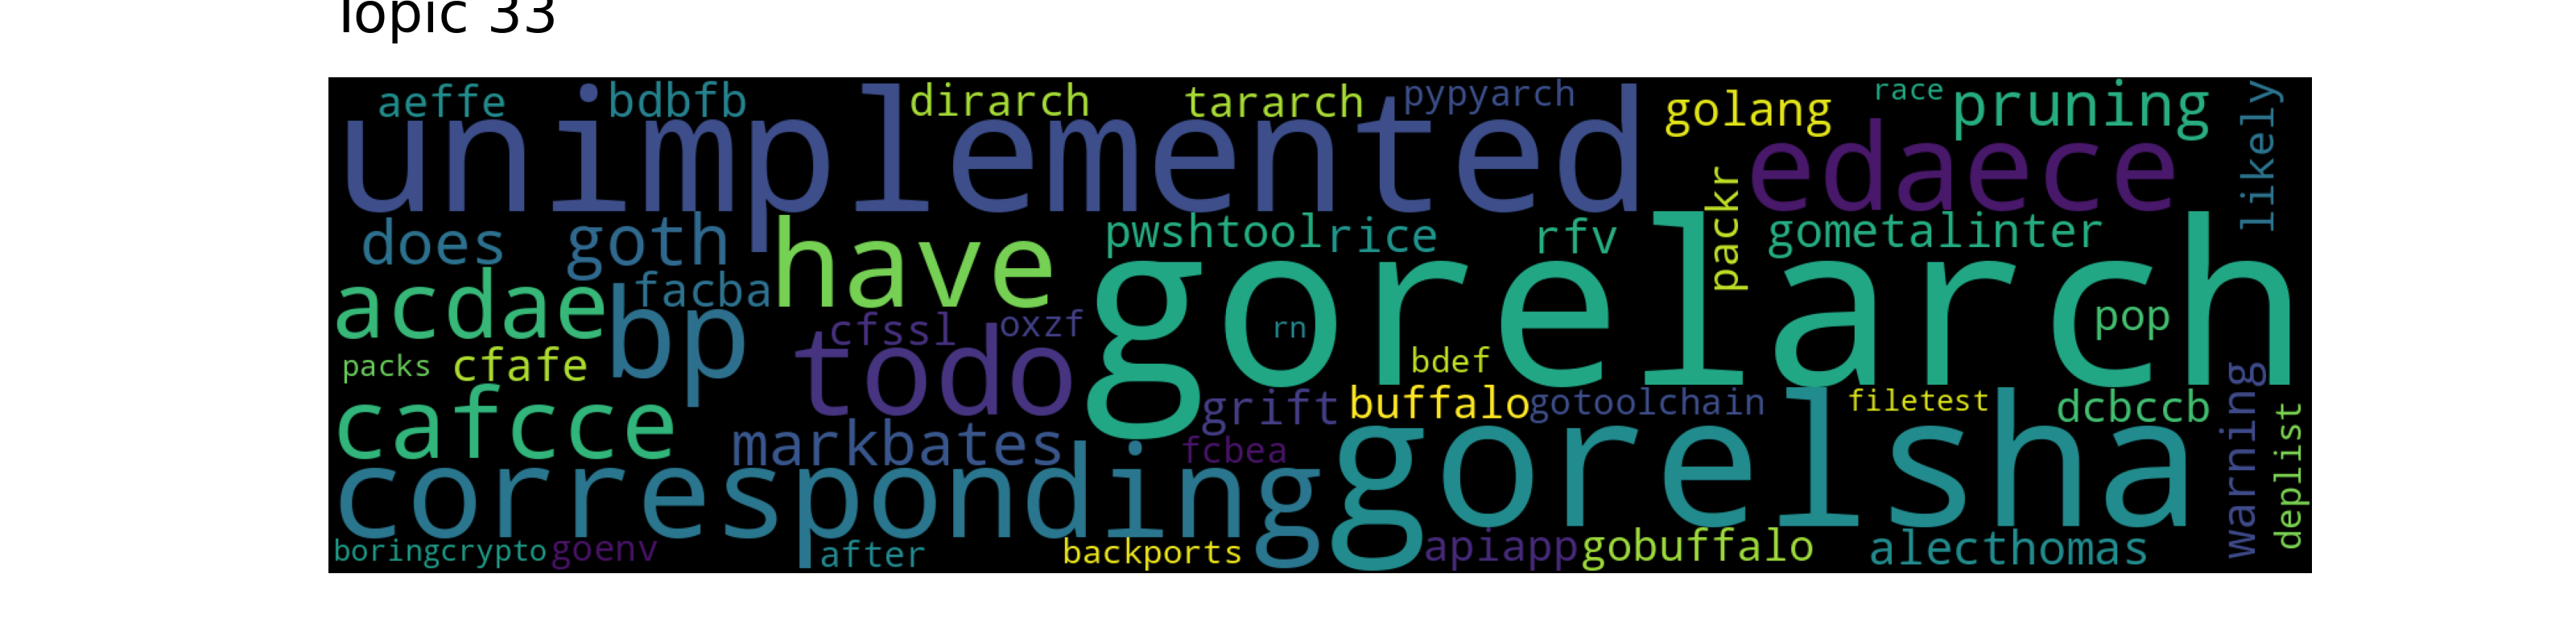 Topic 33
aeffe bdbfb dirarch tararch pypyarch golang race pruning likely
unimplemented edaece
packr
does goth have pwshtool rice rfv gometalinter
gorelarch
acdae facba bp cfssl oxzf rn pop
todo
packs cfafe bdef
cafcce grift buffalo gotoolchain filetest dcbccb warning deplist
markbates fcbea gorelsha
corresponding
boringcrypto goenv after backports apiapp gobuffalo alecthomas